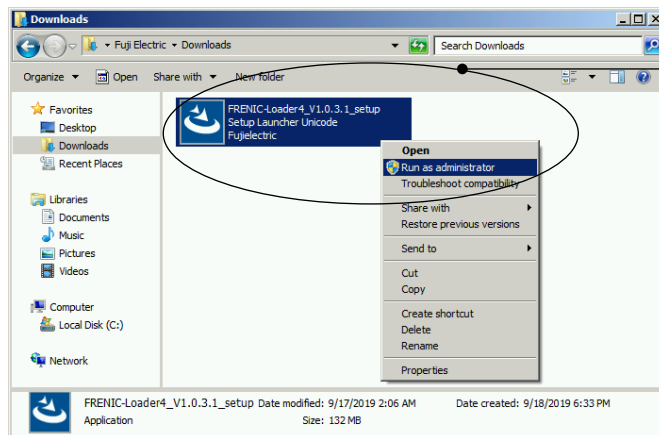 Downloads
Fuji Electric Downloads
Search Downloads
Organize Open Share with New folder
Favorites
Desktop
Downloads
Recent Places
Libraries
Documents
Music
Pictures
Videos
Computer
Local Disk (C:)
Network
FRENIC-Loader4_V1.0.3.1_setup
Setup Launcher Unicode
Fujielectric
Open
Run as administrator
Troubleshoot compatibility
Share with
Restore previous versions
Send to
Cut
Copy
Create shortcut
Delete
Rename
Properties
FRENIC-Loader4_V1.0.3.1_setup Date modified: 9/17/2019 2:06 AM Date created: 9/18/2019 6:33 PM
Application Size: 132 MB